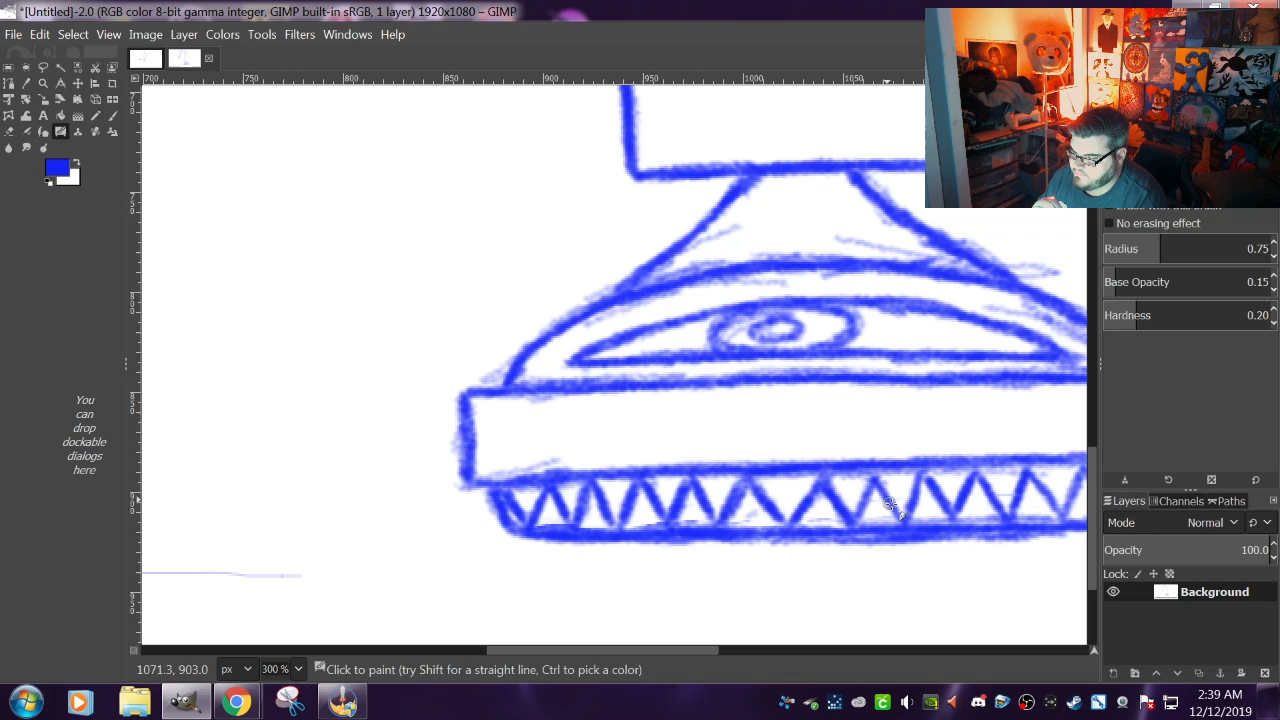 *[Untitled]-2.0 (RGB color 8-bit gamma integer, GIMP built-in sRGB, 1 layer) 1920x1080 – GIMP
File Edit Select View Image Layer Colors Tools Filters Windows Help
700 750 800 850 900 950 1000 1050
No erasing effect
Radius 0.75
Base Opacity 0.15
Hardness 0.20
You
can
drop
dockable
dialogs
here
Layers Channels Paths
Mode Normal
Opacity 100.0
Lock:
Background
1071.3, 903.0 px 300 % Click to paint (try Shift for a straight line, Ctrl to pick a color)
2:39 AM
12/12/2019